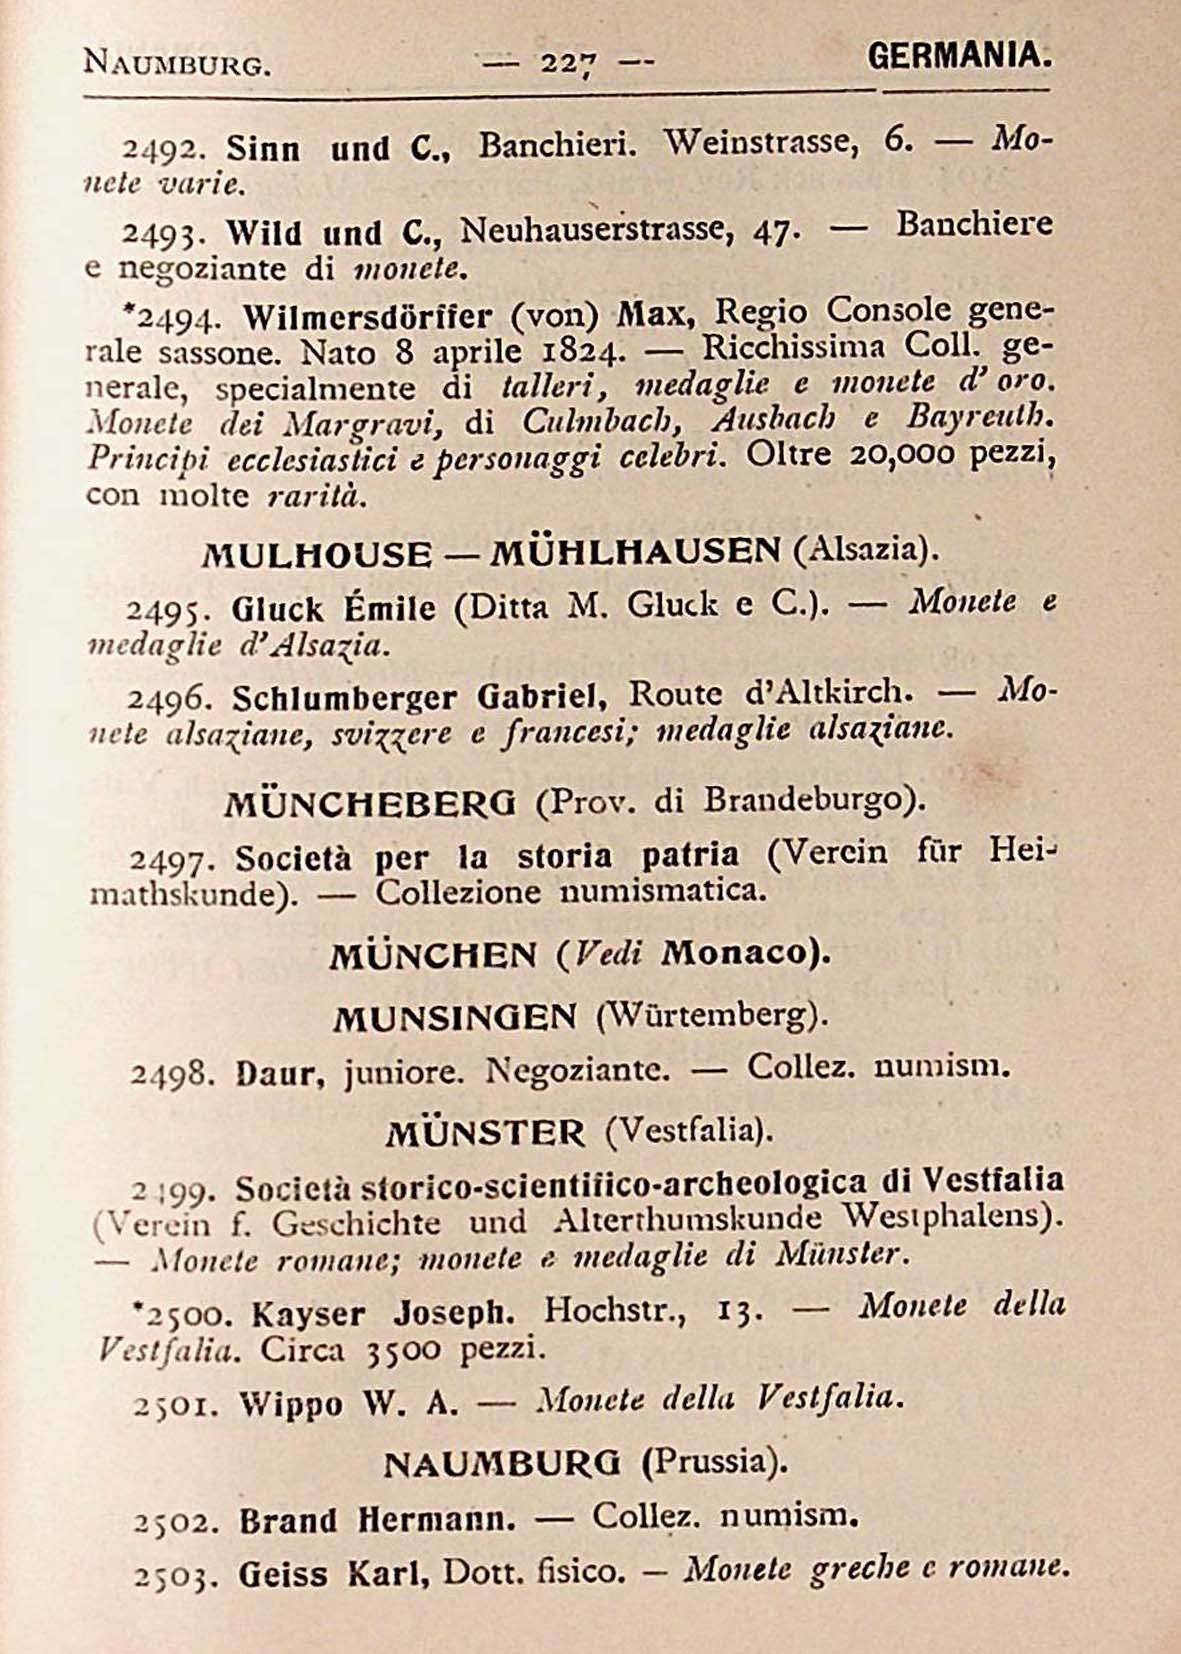 NAUMBURG. — 227 — GERMANIA.
2492. Sinn und C., Banchieri. Weinstrasse, 6. — Mo-
nete varie.
2493. Wild und C., Neuhauserstrasse, 47. — Banchiere
e negoziante di monete.
*2494. Wilmersdörffer (von) Max, Regio Console gene-
rale sassone. Nato 8 aprile 1824. — Ricchissima Coll. ge-
nerale, specialmente di talleri, medaglie e monete d'oro.
Monete dei Margravi, di Culmbach, Ausbach e Bayreuth.
Principi ecclesiastici e personaggi celebri. Oltre 20,000 pezzi,
con molte rarità.
MULHOUSE — MÜHLHAUSEN (Alsazia).
2495. Gluck Émile (Ditta M. Gluck e C.). — Monete e
medaglie d'Alsazia.
2496. Schlumberger Gabriel, Route d'Altkirch. — Mo-
nete alsaziane, svizzere e francesi; medaglie alsaziane.
MÜNCHEBERG (Prov. di Brandeburgo).
2497. Società per la storia patria (Verein für Hei-
mathskunde). — Collezione numismatica.
MÜNCHEN (Vedi Monaco).
MUNSINGEN (Würtemberg).
2498. Daur, juniore. Negoziante. — Collez. numism.
MÜNSTER (Vestfalia).
2499. Società storico-scientifico-archeologica di Vestfalia
(Verein f. Geschichte und Alterthumskunde Westphalens).
— Monete romane; monete e medaglie di Münster.
*2500. Kayser Joseph. Hochstr., 13. — Monete della
Vestfalia. Circa 3500 pezzi.
2501. Wippo W. A. — Monete della Vestfalia.
NAUMBURG (Prussia).
2502. Brand Hermann. — Collez. numism.
2503. Geiss Karl, Dott. fisico. — Monete greche e romane.